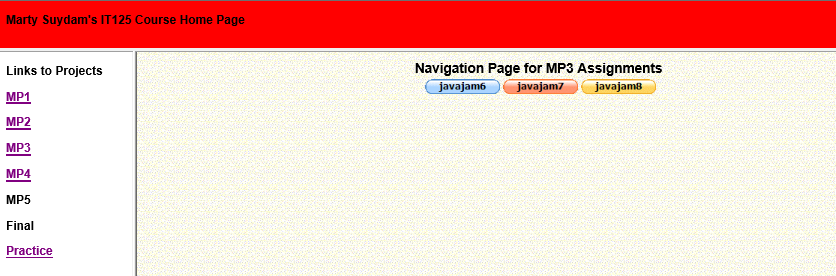 Marty Suydam's IT125 Course Home Page
Links to Projects
MP1
MP2
MP3
MP4
MP5
Final
Practice
Navigation Page for MP3 Assignments
javajam6 javajam7 javajam8